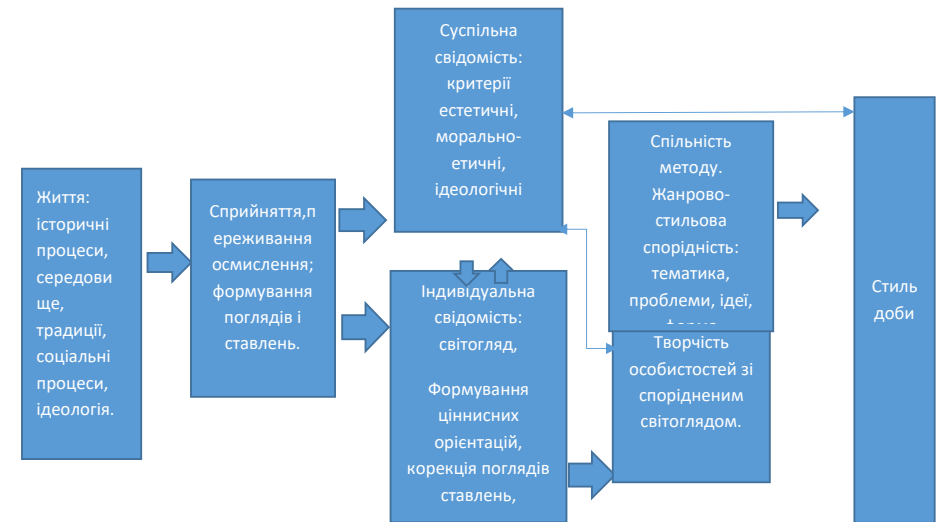 Життя:
історичні
процеси,
середови
ще,
традиції,
соціальні
процеси,
ідеологія.
Сприйняття,п
ереживання
осмислення;
формування
поглядів і
ставлень.
Суспільна
свідомість:
критерії
естетичні,
морально-
етичні,
ідеологічні
Індивідуальна
свідомість:
світогляд,
Формування
ціннисних
орієнтацій,
корекція поглядів
ставлень,
Спільність
методу.
Жанрово-
стильова
спорідність:
тематика,
проблеми, ідеї,
Творчість
особистостей зі
спорідненим
світоглядом.
Стиль
доби